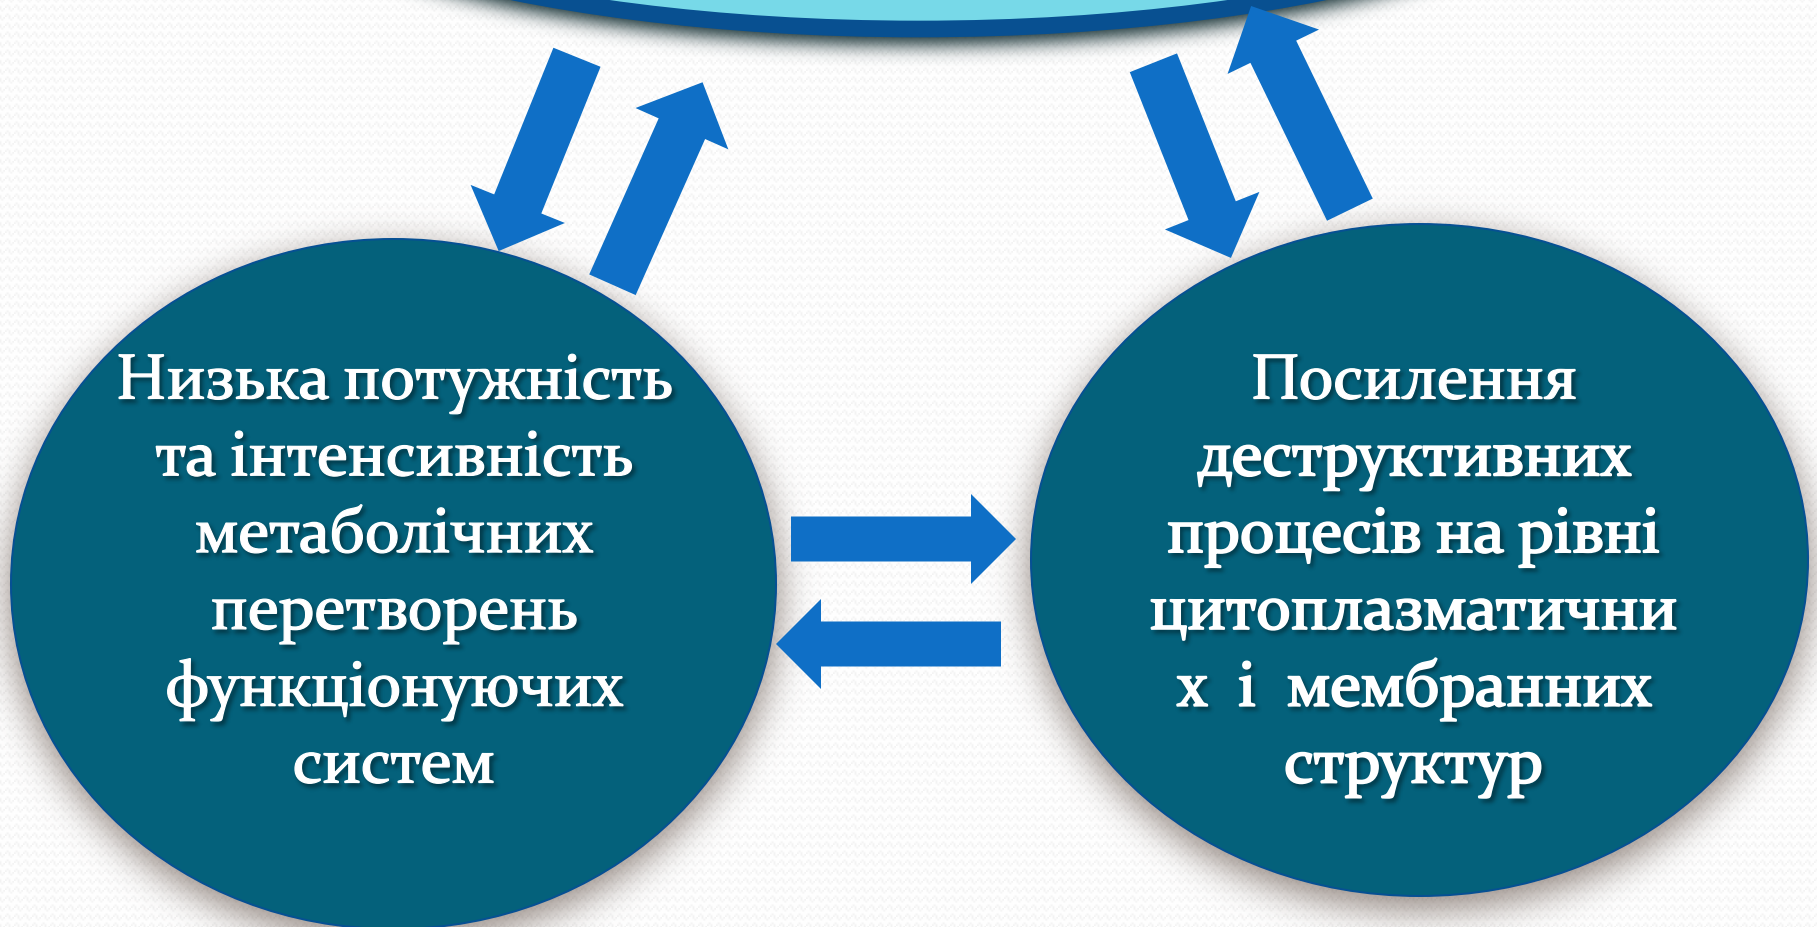 Низька потужність
та інтенсивність
метаболічних
перетворень
функціонуючих
систем
Посилення
деструктивних
процесів на рівні
цитоплазматични
х і мембранних
структур